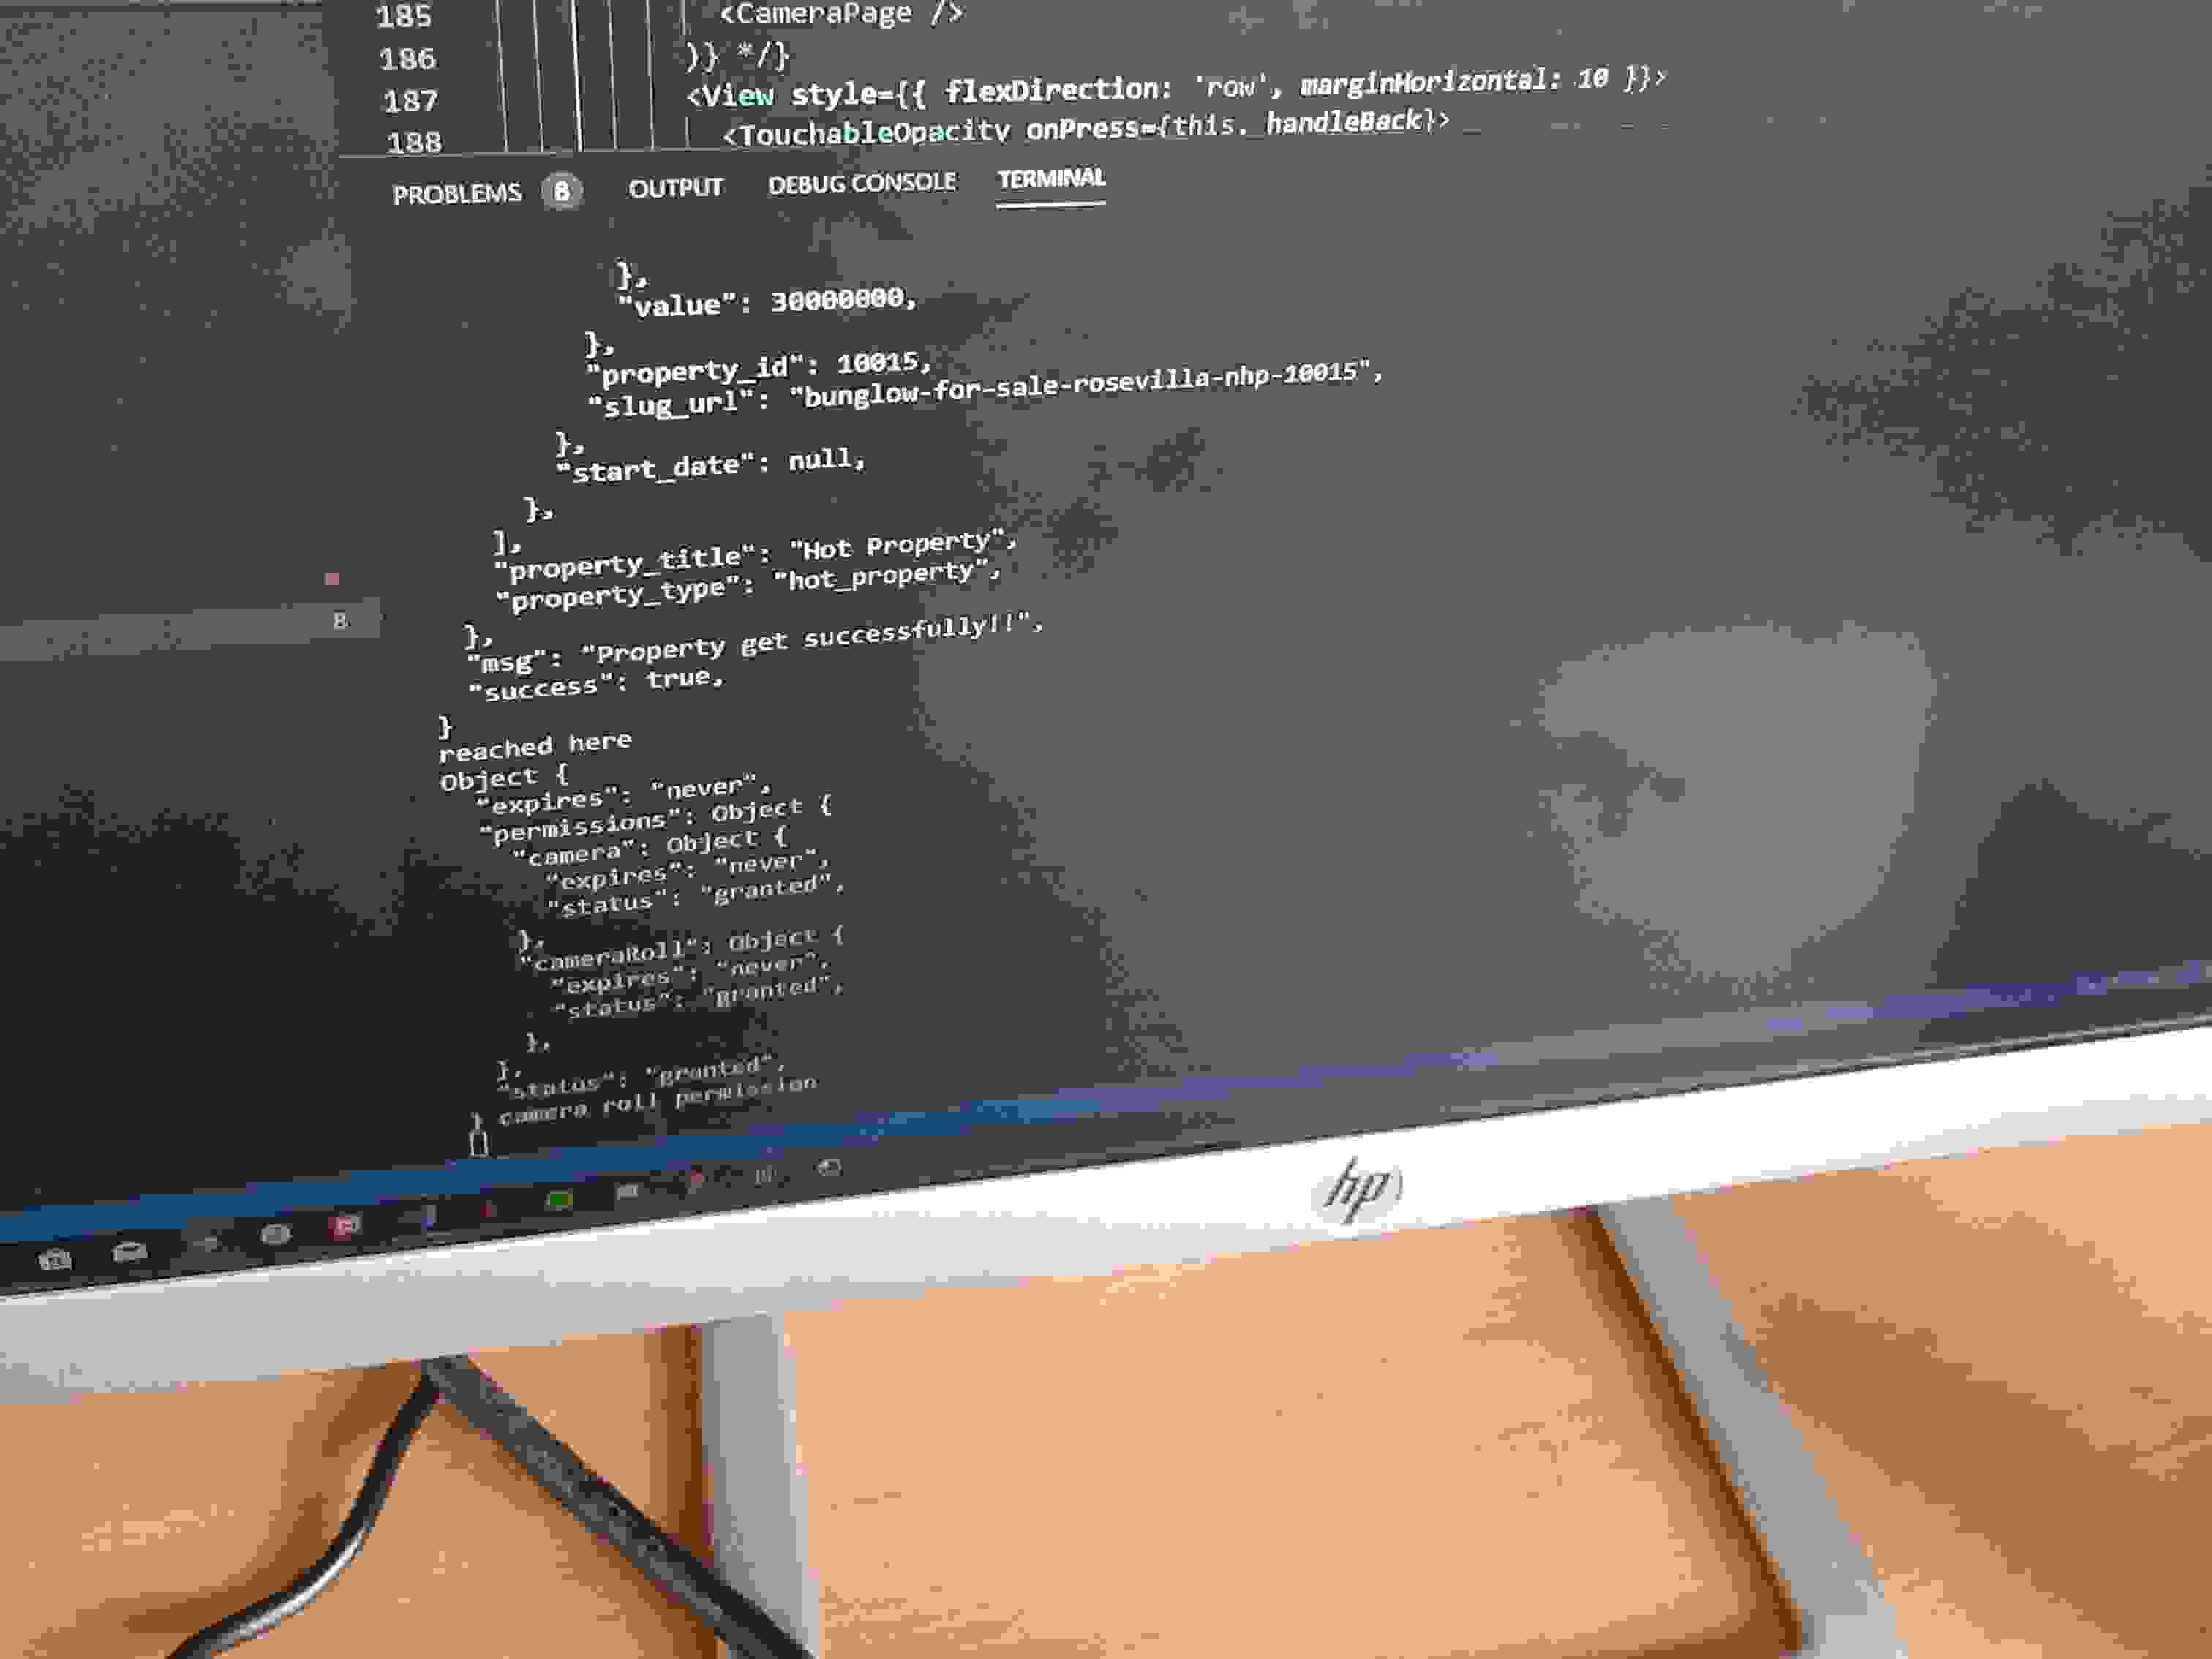 185 <CameraPage />
186 )} */}
187 <View style={{ flexDirection: 'row', marginHorizontal: 10 }}>
188 <TouchableOpacity onPress={this._handleBack}>
PROBLEMS 8 OUTPUT DEBUG CONSOLE TERMINAL
},
"value": 30000000,
},
"property_id": 10015,
"slug_url": "bunglow-for-sale-rosevilla-nhp-10015",
},
"start_date": null,
},
],
"property_title": "Hot Property",
"property_type": "hot_property",
8
},
"msg": "Property get successfully!!",
"success": true,
}
reached here
Object {
"expires": "never",
"permissions": Object {
"camera": Object {
"expires": "never",
"status": "granted",
},
"cameraRoll": Object {
"expires": "never",
"status": "granted",
},
},
"status": "granted",
} camera roll permission
hp